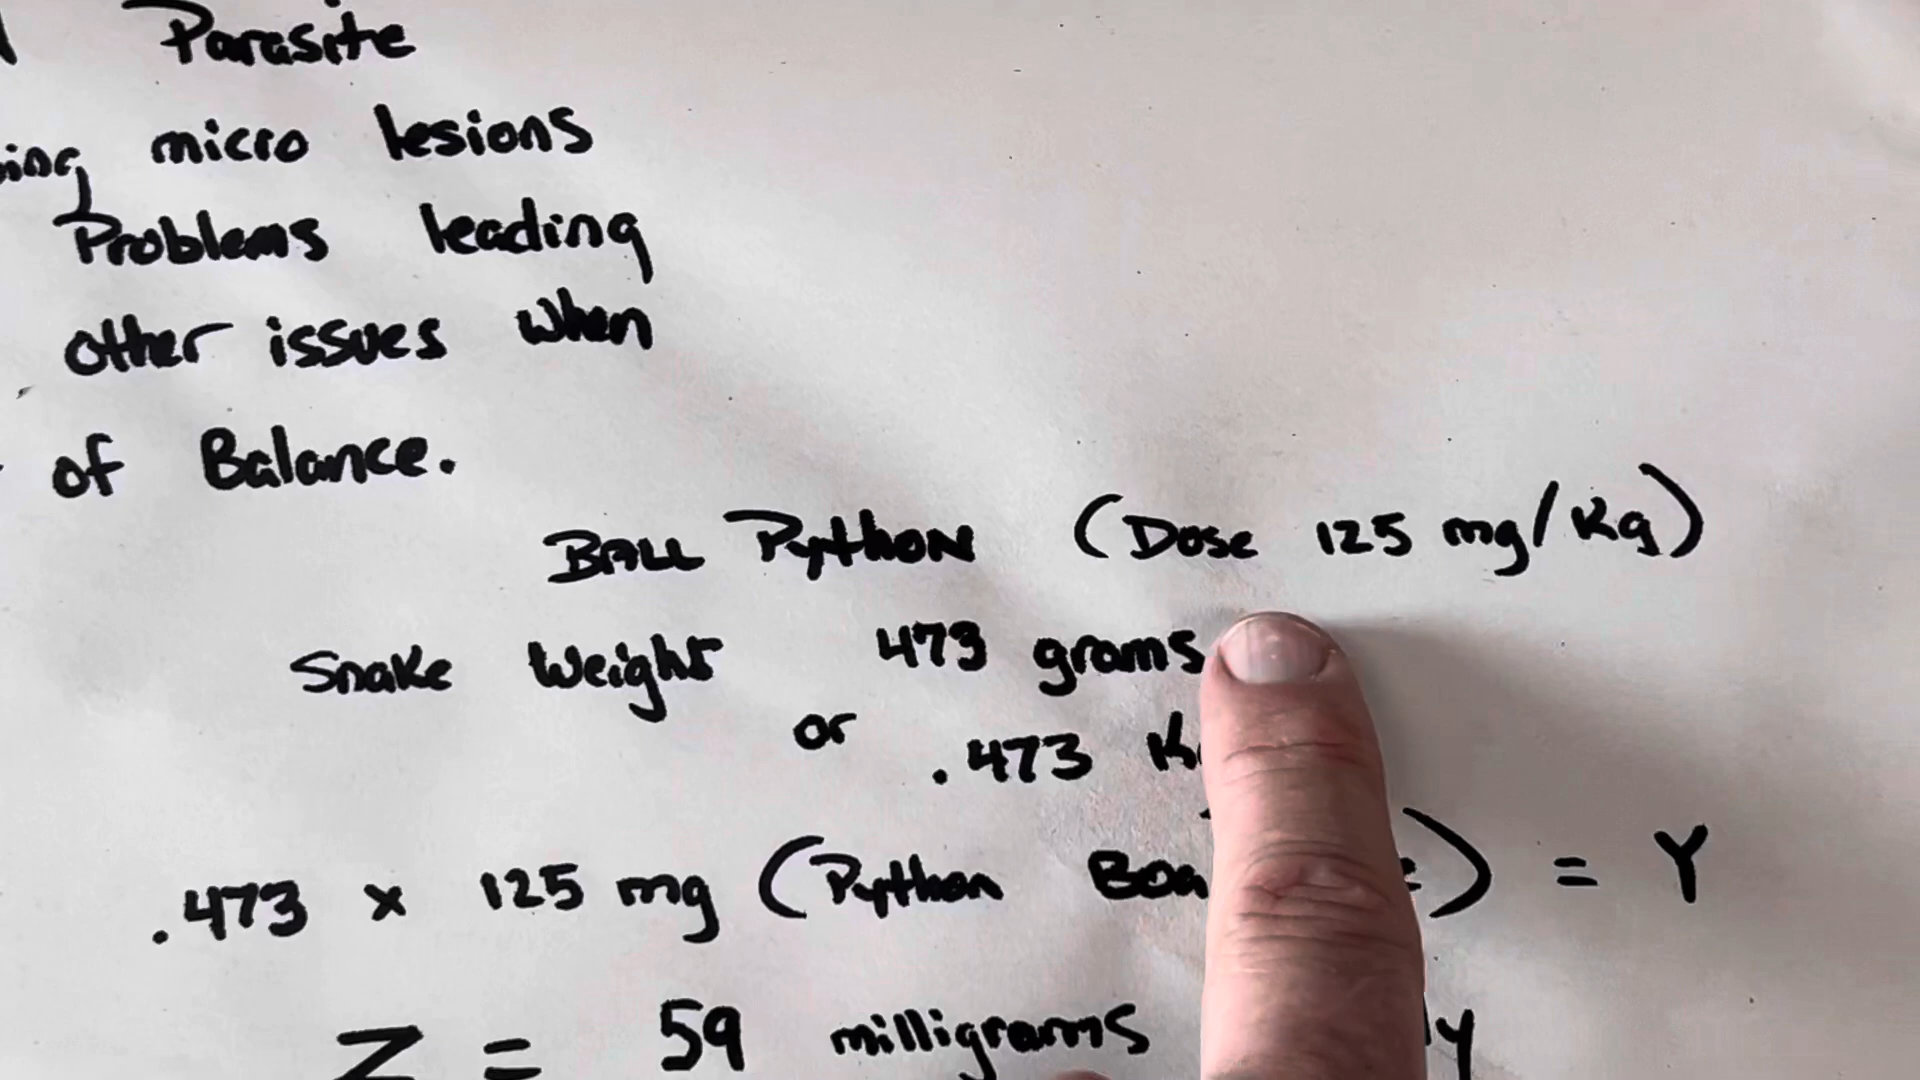 Parasite
micro lesions
Problems leading
other issues when
of Balance.
BALL Python (Dose 125 mg/Kg)
Snake Weight 473 grams
or .473
.473 x 125 mg (Python Boa ) = Y
Z = 59 milligrams